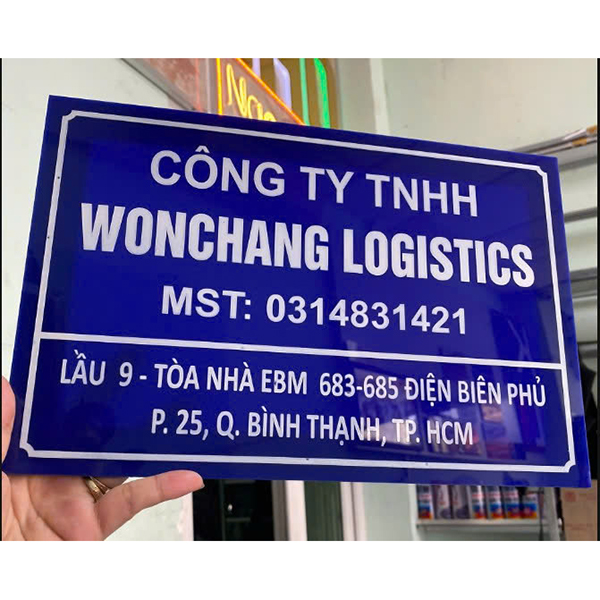 CÔNG TY TNHH
WONCHANG LOGISTICS
MST: 0314831421
LẦU 9 - TÒA NHÀ EBM 683-685 ĐIỆN BIÊN PHỦ
P. 25, Q. BÌNH THẠNH, TP. HCM